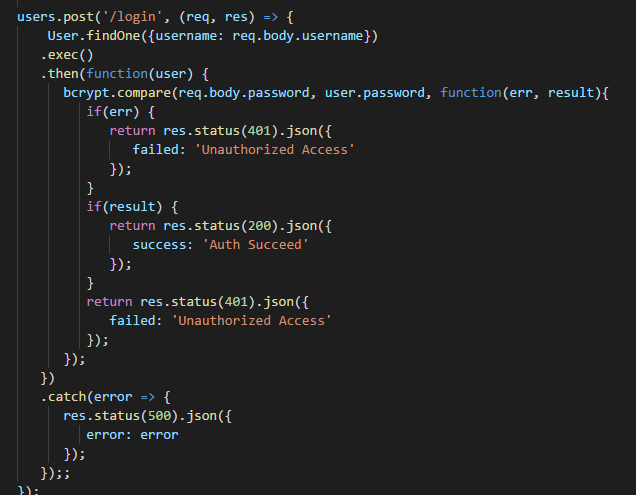 users.post('/login', (req, res) => {
    User.findOne({username: req.body.username})
   .exec()
   .then(function(user) {
      bcrypt.compare(req.body.password, user.password, function(err, result){
         if(err) {
            return res.status(401).json({
               failed: 'Unauthorized Access'
            });
         }
         if(result) {
            return res.status(200).json({
               success: 'Auth Succeed'
            });
         }
         return res.status(401).json({
            failed: 'Unauthorized Access'
         });
      });
   })
   .catch(error => {
      res.status(500).json({
         error: error
      });
   });;
});